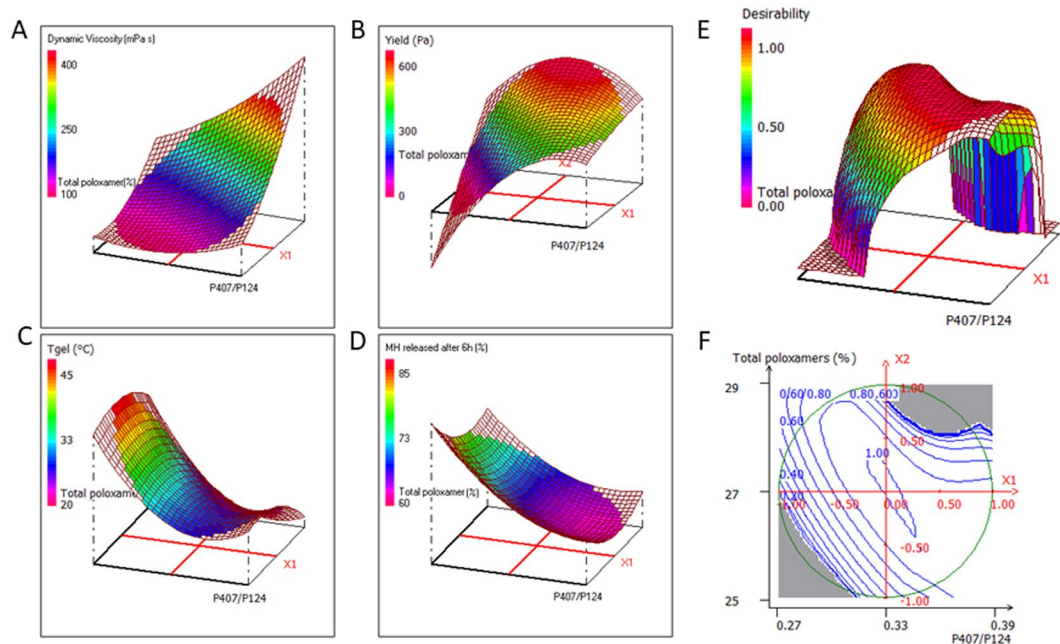 A
Dynamic Viscosity (mPa s)
400
250
Total poloxamer(%)
100
X1
P407/P124
B
Yield (Pa)
600
300
Total poloxamer
0
X2
X1
P407/P124
E
Desirability
1.00
0.50
Total poloxa
0.00
X1
P407/P124
C
Tgel (°C)
45
33
Total poloxamer
20
X1
P407/P124
D
MH released after 6h (%)
85
73
Total poloxamer(%)
60
X1
P407/P124
F
Total poloxamers (%)
X2
29
0.60 0.80
0.80
1.00
0.60
0.50
1.00
0.40
X1
27
0.20
-1.00
-0.50
0.00
0.50
1.00
-0.50
25
-1.00
0.27
0.33
0.39
P407/P124